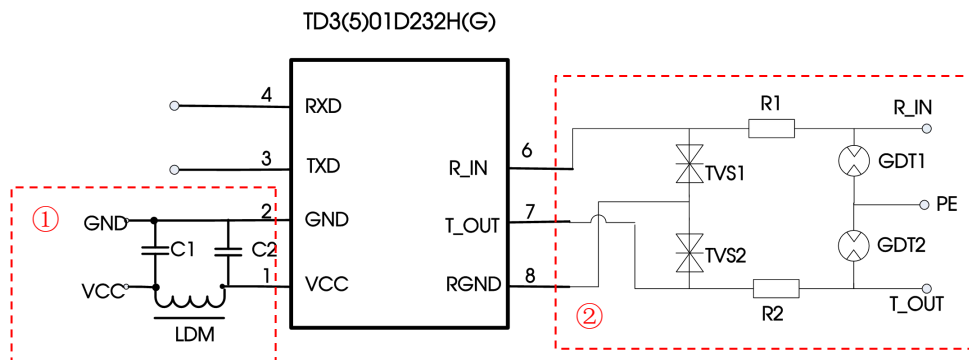 TD3(5)01D232H(G)
4
RXD
R1
R_IN
3
TXD
R_IN
6
TVS1
GDT1
①
GND
2
GND
T_OUT
7
PE
C1
C2
TVS2
GDT2
VCC
1
VCC
RGND
8
LDM
②
R2
T_OUT